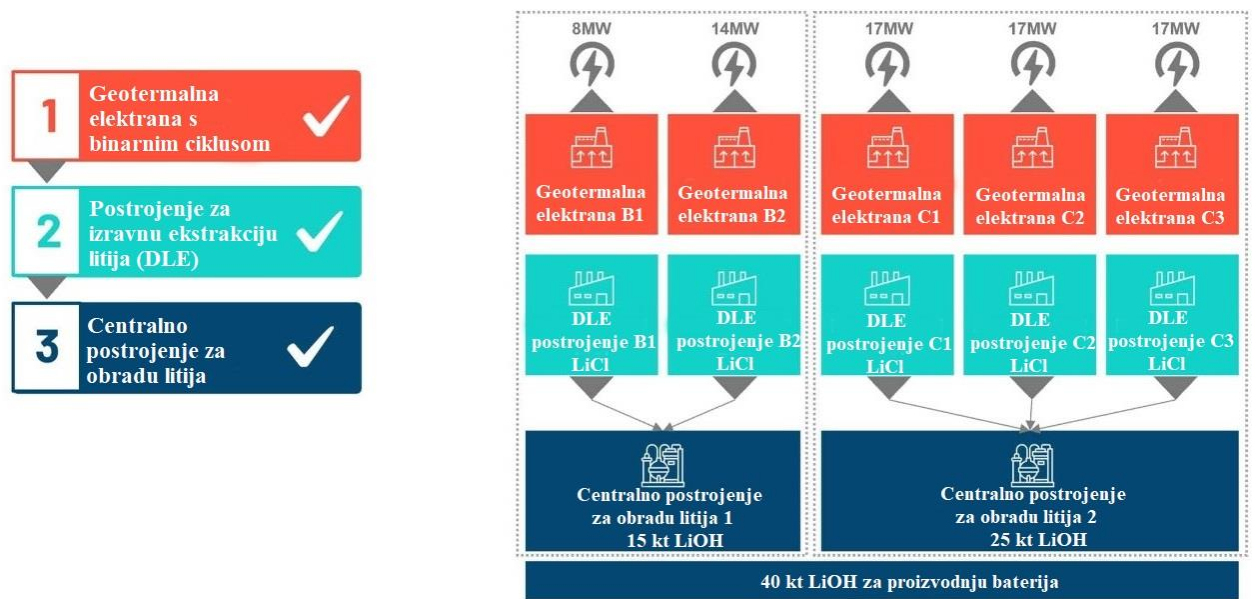 1
Geotermalna
elektrana s
binarnim ciklusom
2
Postrojenje za
izravnu ekstrakciju
litija (DLE)
3
Centralno
postrojenje za
obradu litija
8MW
14MW
17MW
17MW
17MW
Geotermalna
elektrana B1
Geotermalna
elektrana B2
Geotermalna
elektrana C1
Geotermalna
elektrana C2
Geotermalna
elektrana C3
DLE
postrojenje B1
LiCl
DLE
postrojenje B2
LiCl
DLE
postrojenje C1
LiCl
DLE
postrojenje C2
LiCl
DLE
postrojenje C3
LiCl
Centralno postrojenje
za obradu litija 1
15 kt LiOH
Centralno postrojenje
za obradu litija 2
25 kt LiOH
40 kt LiOH za proizvodnju baterija